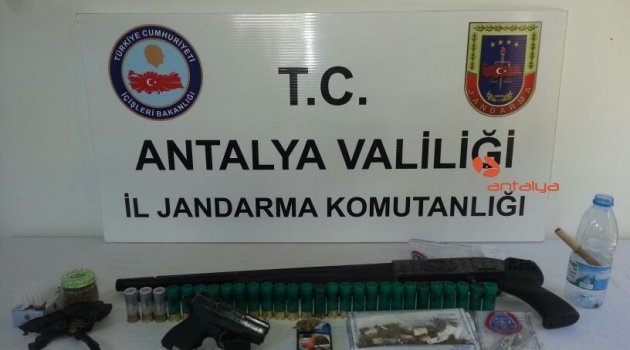 TÜRKİYE CUMHURİYETİ
İÇİŞLERİ BAKANLIĞI
T.C.
JANDARMA
ANTALYA VALİLİĞİ
antalya
İL JANDARMA KOMUTANLIĞI